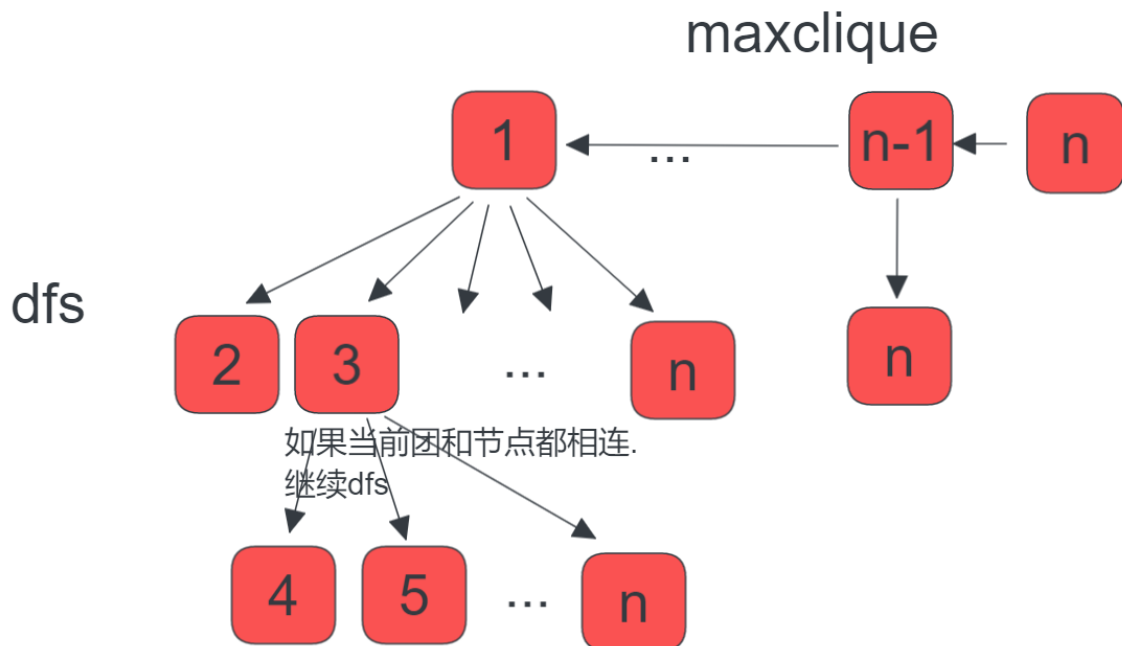 maxclique
1 ... n-1 n
dfs
2 3 ... n n
如果当前团和节点都相连.
继续dfs
4 5 ... n